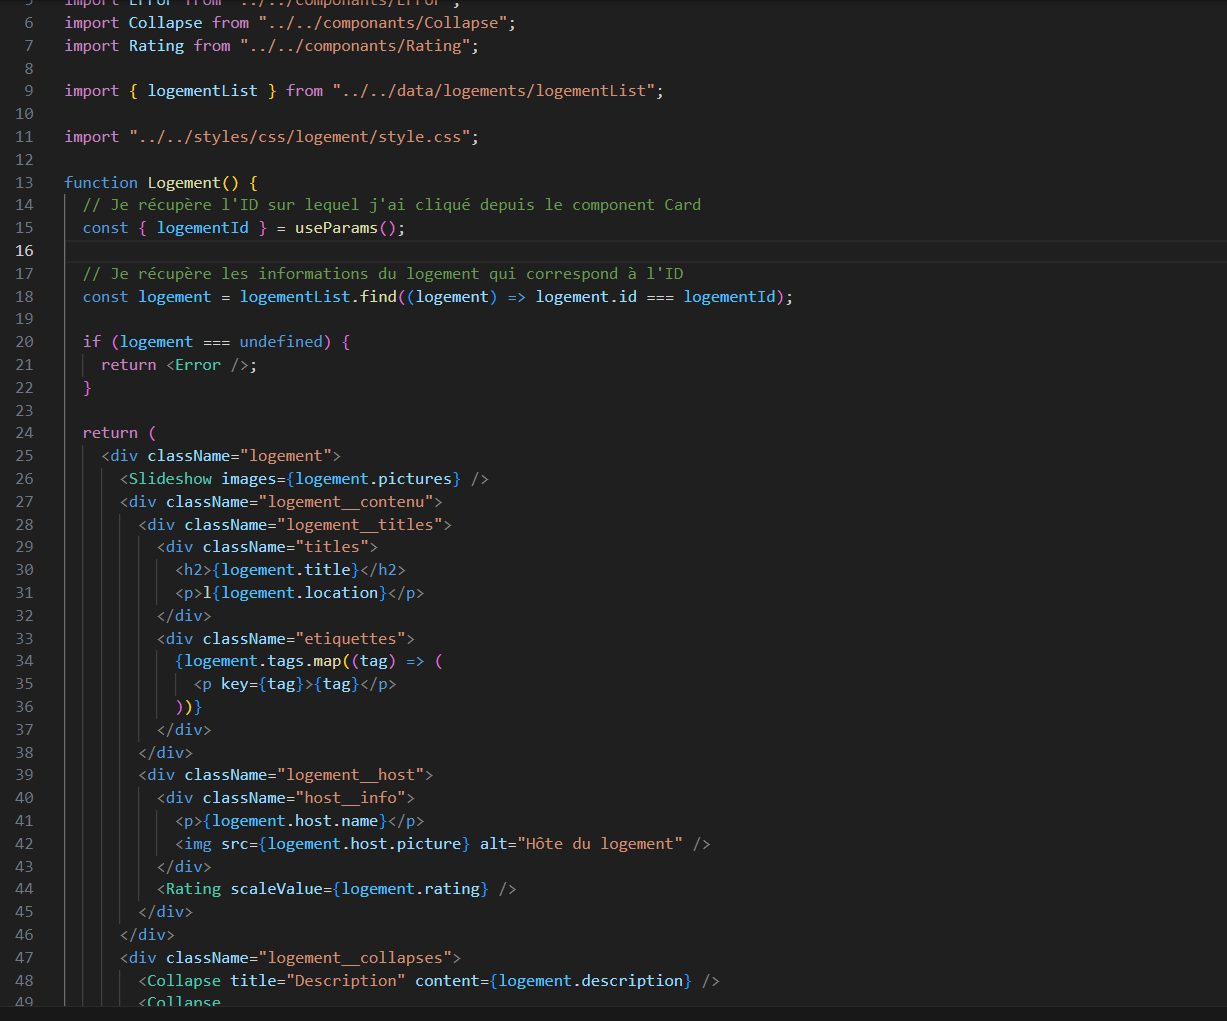 5 import Error from "../../componants/Error";
6 import Collapse from "../../componants/Collapse";
7 import Rating from "../../componants/Rating";
8
9 import { logementList } from "../../data/logements/logementList";
10
11 import "../../styles/css/logement/style.css";
12
13 function Logement() {
14 // Je récupère l'ID sur lequel j'ai cliqué depuis le component Card
15 const { logementId } = useParams();
16
17 // Je récupère les informations du logement qui correspond à l'ID
18 const logement = logementList.find((logement) => logement.id === logementId);
19
20 if (logement === undefined) {
21 return <Error />;
22 }
23
24 return (
25 <div className="logement">
26 <Slideshow images={logement.pictures} />
27 <div className="logement__contenu">
28 <div className="logement__titles">
29 <div className="titles">
30 <h2>{logement.title}</h2>
31 <p>l{logement.location}</p>
32 </div>
33 <div className="etiquettes">
34 {logement.tags.map((tag) => (
35 <p key={tag}>{tag}</p>
36 ))}
37 </div>
38 </div>
39 <div className="logement__host">
40 <div className="host__info">
41 <p>{logement.host.name}</p>
42 <img src={logement.host.picture} alt="Hôte du logement" />
43 </div>
44 <Rating scaleValue={logement.rating} />
45 </div>
46 </div>
47 <div className="logement__collapses">
48 <Collapse title="Description" content={logement.description} />
49 <Collapse